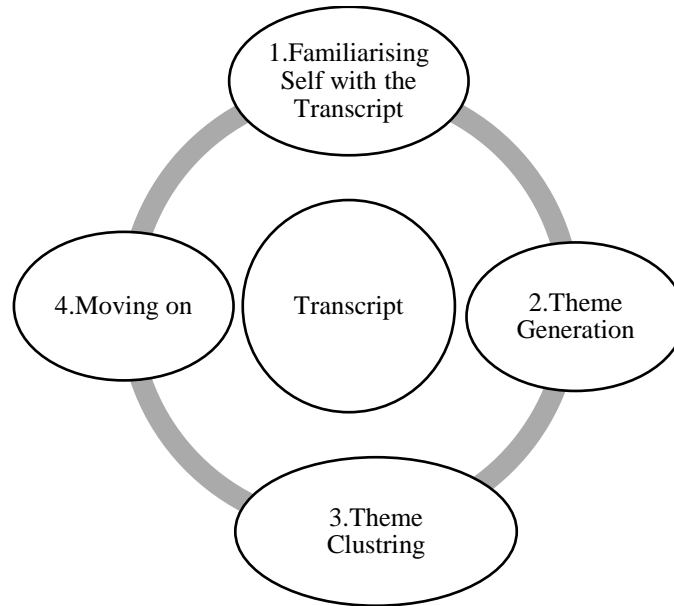 1.Familiarising
Self with the
Transcript
4.Moving on
Transcript
2.Theme
Generation
3.Theme
Clustring